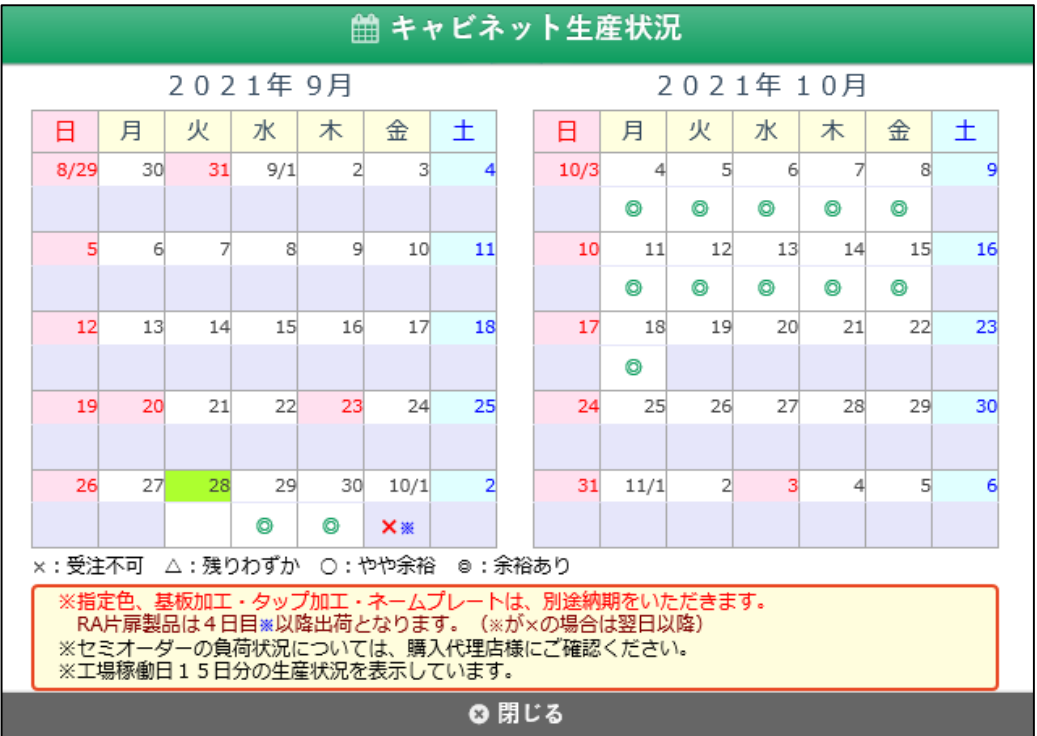 キャビネット生産状況
２０２１年 ９月
日 月 火 水 木 金 土
8/29 30 31 9/1 2 3 4
5 6 7 8 9 10 11
12 13 14 15 16 17 18
19 20 21 22 23 24 25
26 27 28 29 30 10/1 2
◎ ◎ ×※
２０２１年 １０月
日 月 火 水 木 金 土
10/3 4 5 6 7 8 9
◎ ◎ ◎ ◎ ◎
10 11 12 13 14 15 16
◎ ◎ ◎ ◎ ◎
17 18 19 20 21 22 23
◎
24 25 26 27 28 29 30
31 11/1 2 3 4 5 6
×：受注不可　△：残りわずか　○：やや余裕　◎：余裕あり
※指定色、基板加工・タップ加工・ネームプレートは、別途納期をいただきます。
RA片扉製品は４日目※以降出荷となります。（※が×の場合は翌日以降）
※セミオーダーの負荷状況については、購入代理店様にご確認ください。
※工場稼働日１５日分の生産状況を表示しています。
閉じる